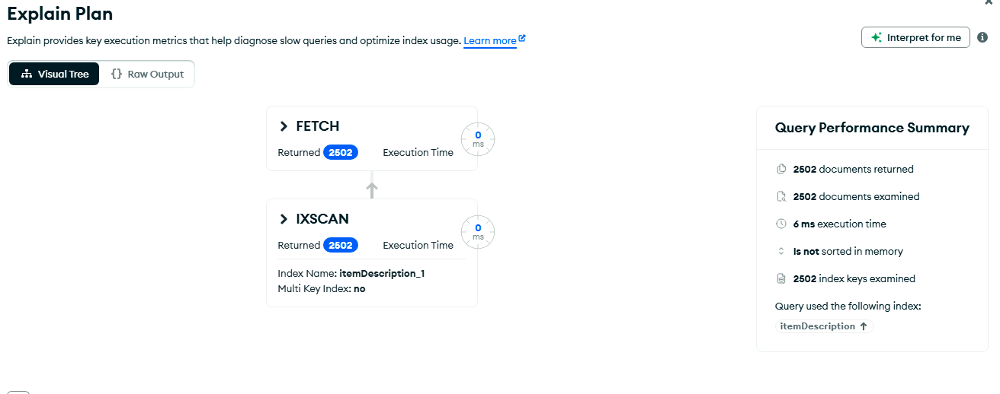 Explain Plan
Explain provides key execution metrics that help diagnose slow queries and optimize index usage. Learn more
Interpret for me
Visual Tree
Raw Output
FETCH
Returned 2502 Execution Time
0
ms
IXSCAN
Returned 2502 Execution Time
0
ms
Index Name: itemDescription_1
Multi Key Index: no
Query Performance Summary
2502 documents returned
2502 documents examined
6 ms execution time
Is not sorted in memory
2502 index keys examined
Query used the following index:
itemDescription